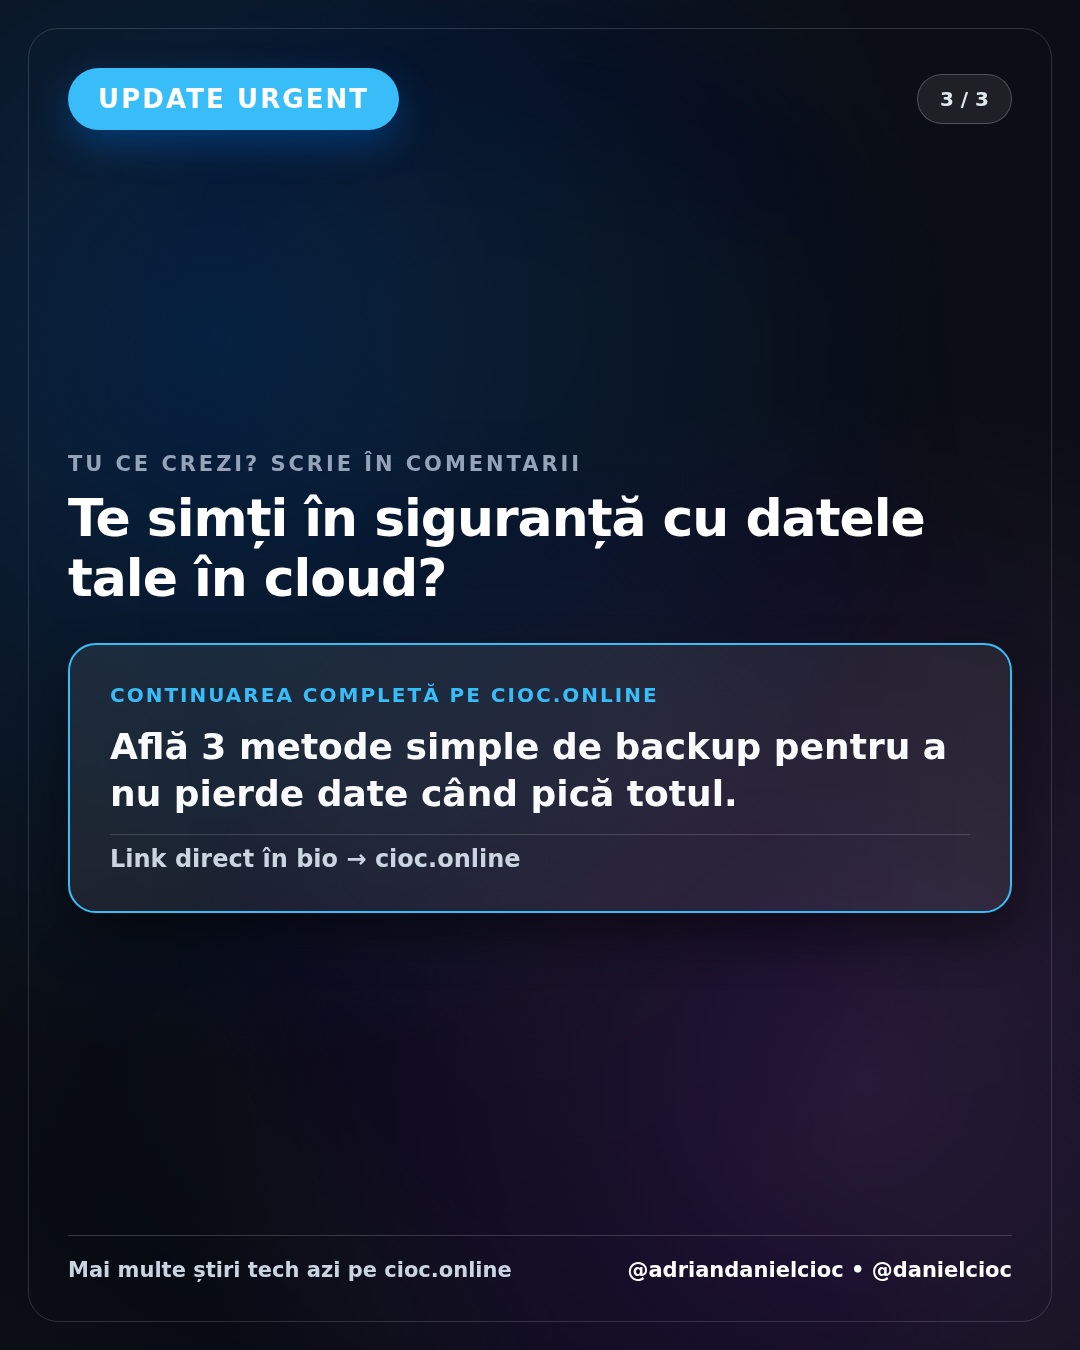 UPDATE URGENT
3 / 3
TU CE CREZI? SCRIE ÎN COMENTARII
Te simți în siguranță cu datele
tale în cloud?
CONTINUAREA COMPLETĂ PE CIOC.ONLINE
Află 3 metode simple de backup pentru a
nu pierde date când pică totul.
Link direct în bio → cioc.online
Mai multe știri tech azi pe cioc.online
@adriandanielcioc • @danielcioc